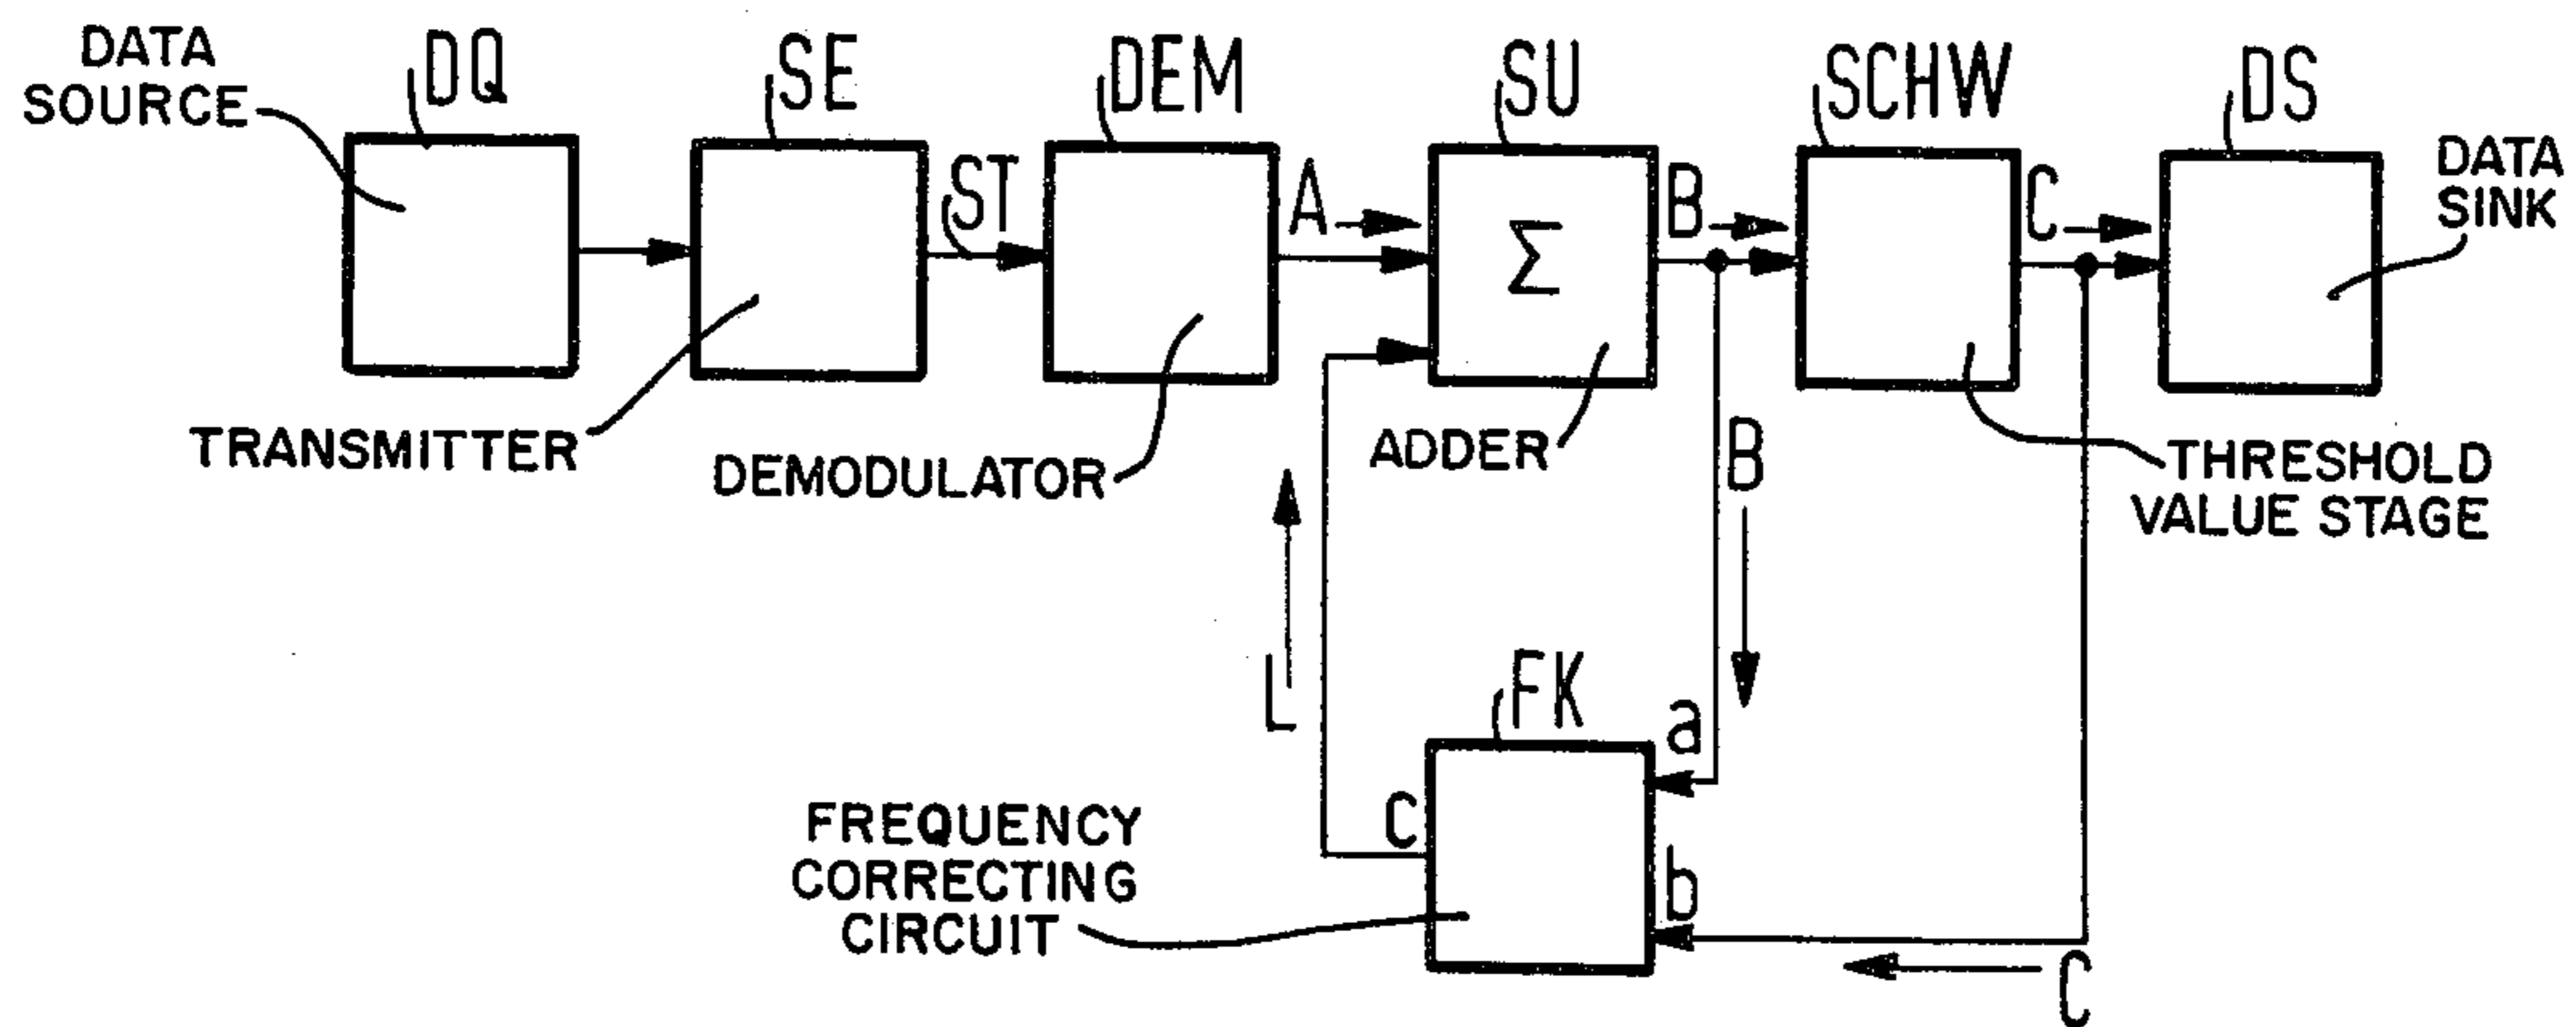 DATA
SOURCE
DQ
SE
DEM
SU
SCHW
DS
DATA
SINK
ST
A
Σ
B
C
TRANSMITTER
DEMODULATOR
ADDER
B
THRESHOLD
VALUE STAGE
L
FK
a
c
b
FREQUENCY
CORRECTING
CIRCUIT
C